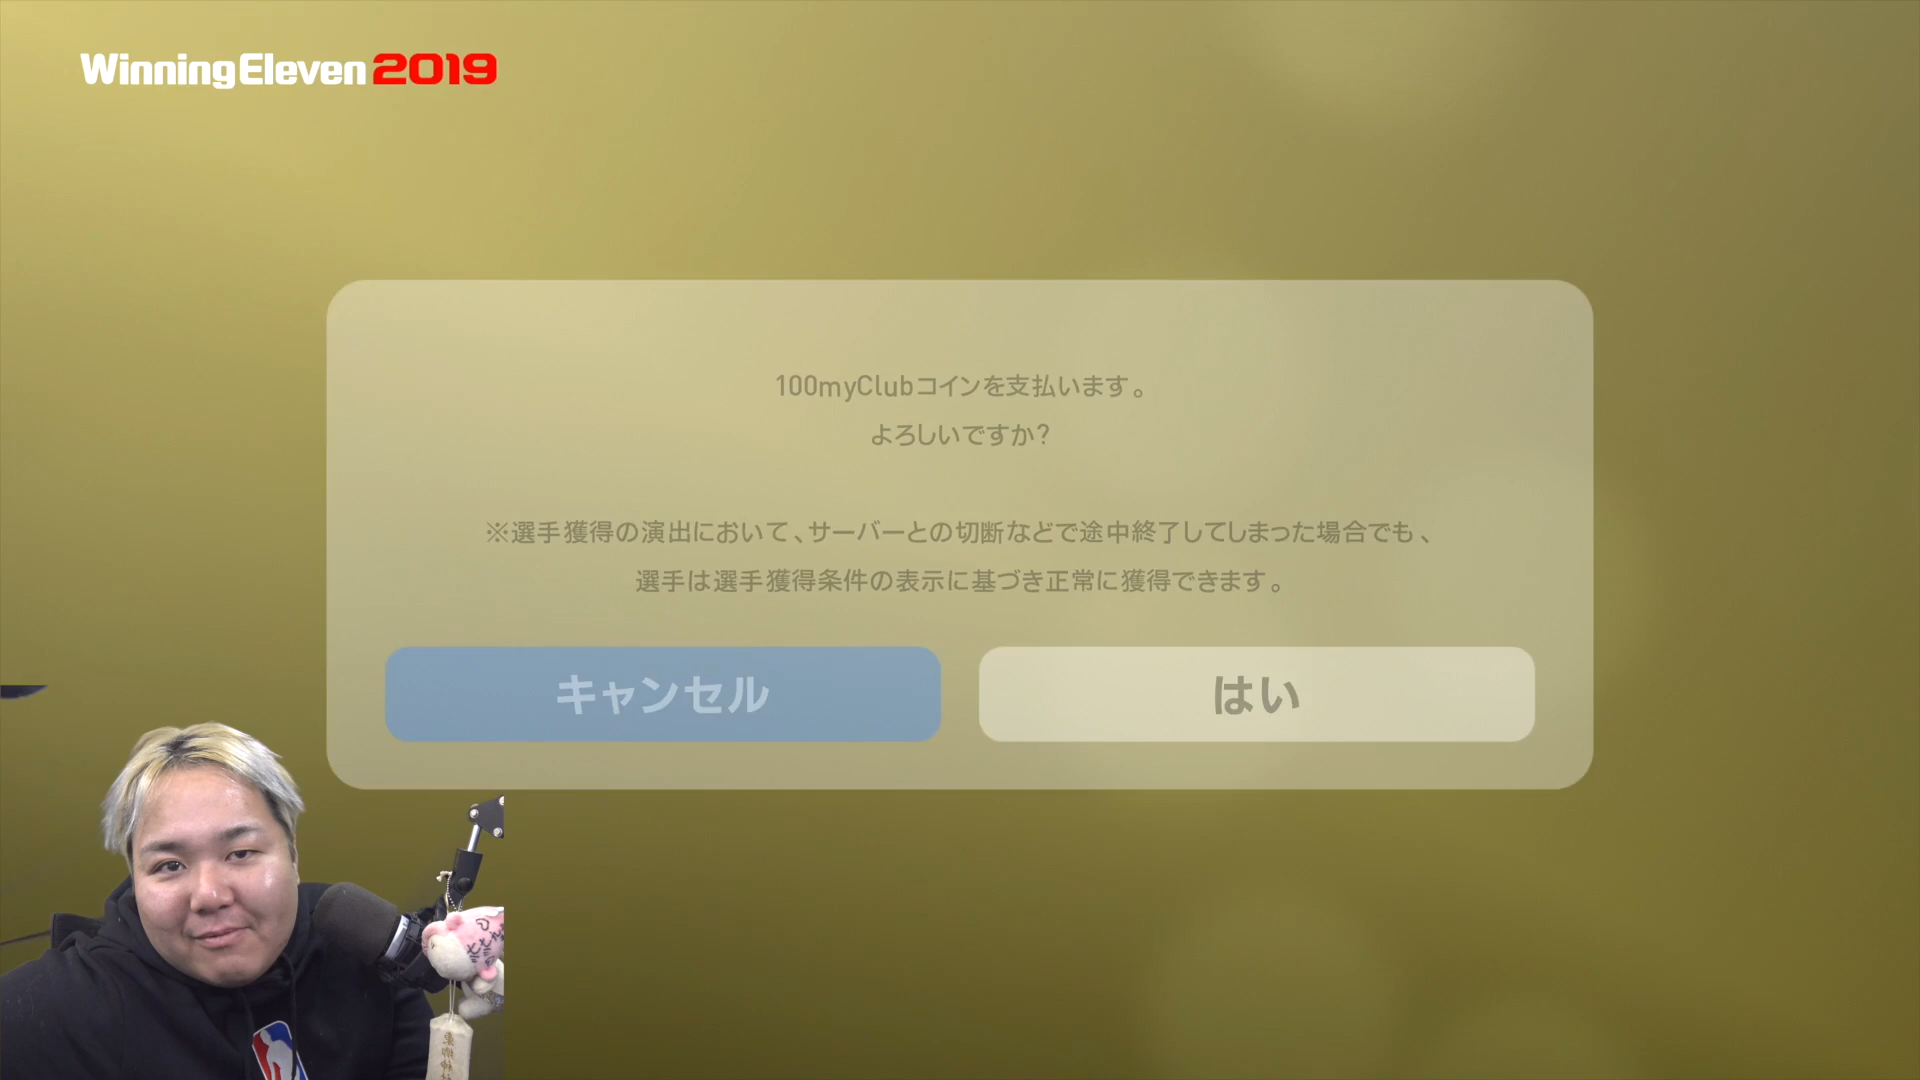 WinningEleven 2019
100myClubコインを支払います。
よろしいですか?
※選手獲得の演出において、サーバーとの切断などで途中終了してしまった場合でも、
選手は選手獲得条件の表示に基づき正常に獲得できます。
キャンセル はい